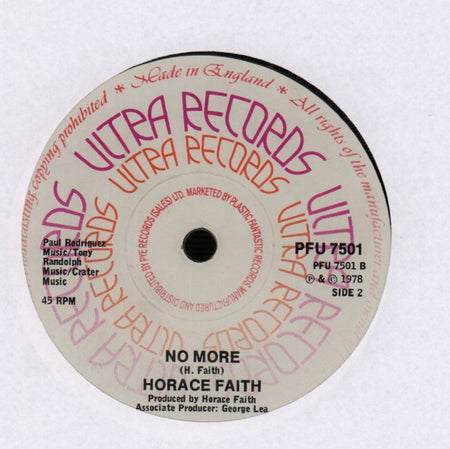 broadcasting copying prohibited * Made in England * All rights of the manufacturer and
ULTRA RECORDS ULTRA RECORDS
ULTRA RECORDS ULTRA RECORDS
MANUFACTURED AND DISTRIBUTED BY PYE RECORDS (SALES) LTD. MARKETED BY PLASTIC FANTASTIC RECORDS
Paul Rodriguez
Music/Tony
Randolph
Music/Crater
Music
45 RPM
PFU 7501
PFU 7501 B
℗ & © 1978
SIDE 2
NO MORE
(H. Faith)
HORACE FAITH
Produced by Horace Faith
Associate Producer: George Lea